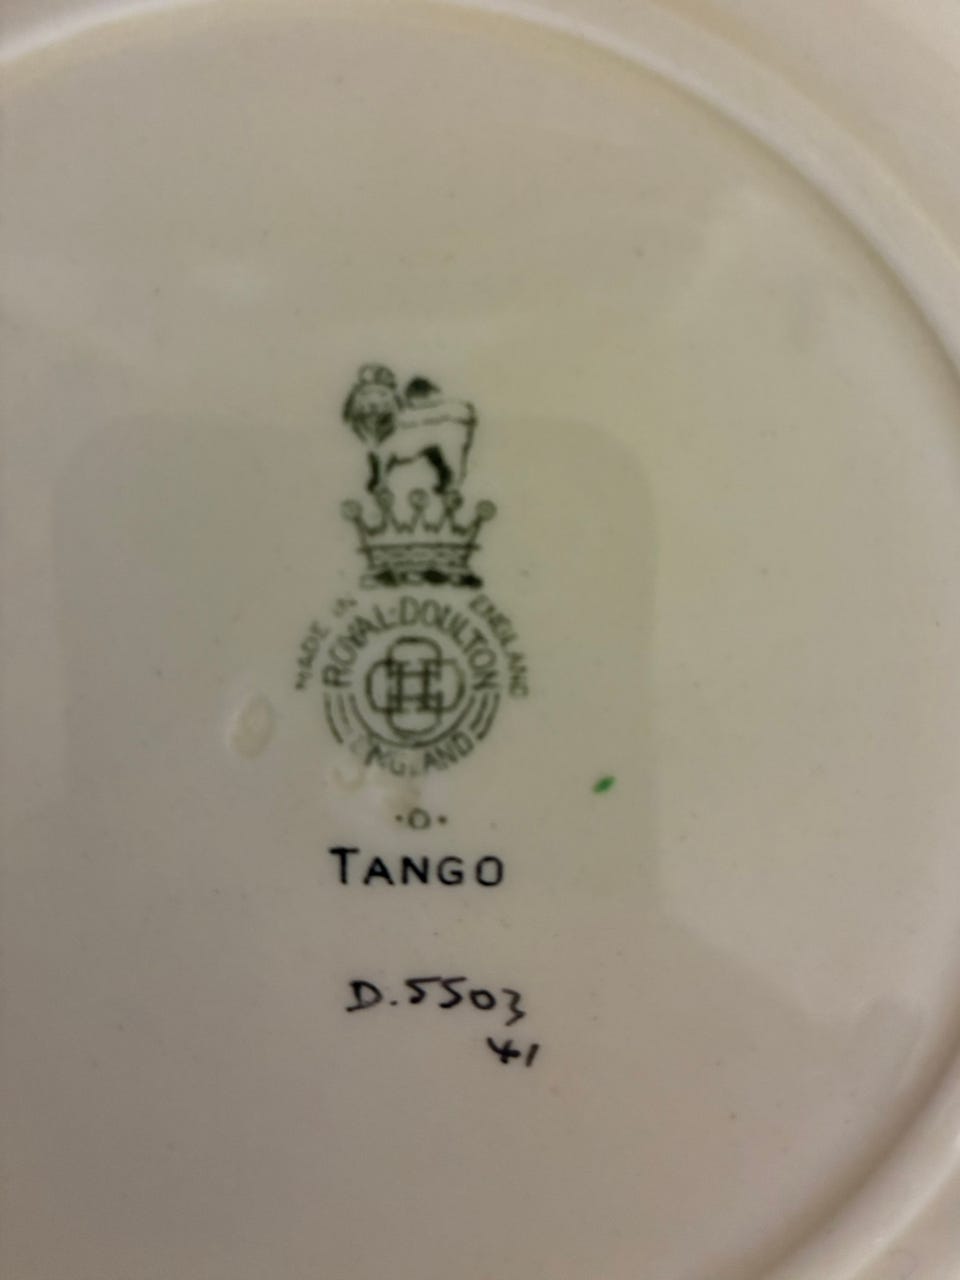 MADE IN ENGLAND
ROYAL·DOULTON
ENGLAND
·O·
TANGO
D.5503
41